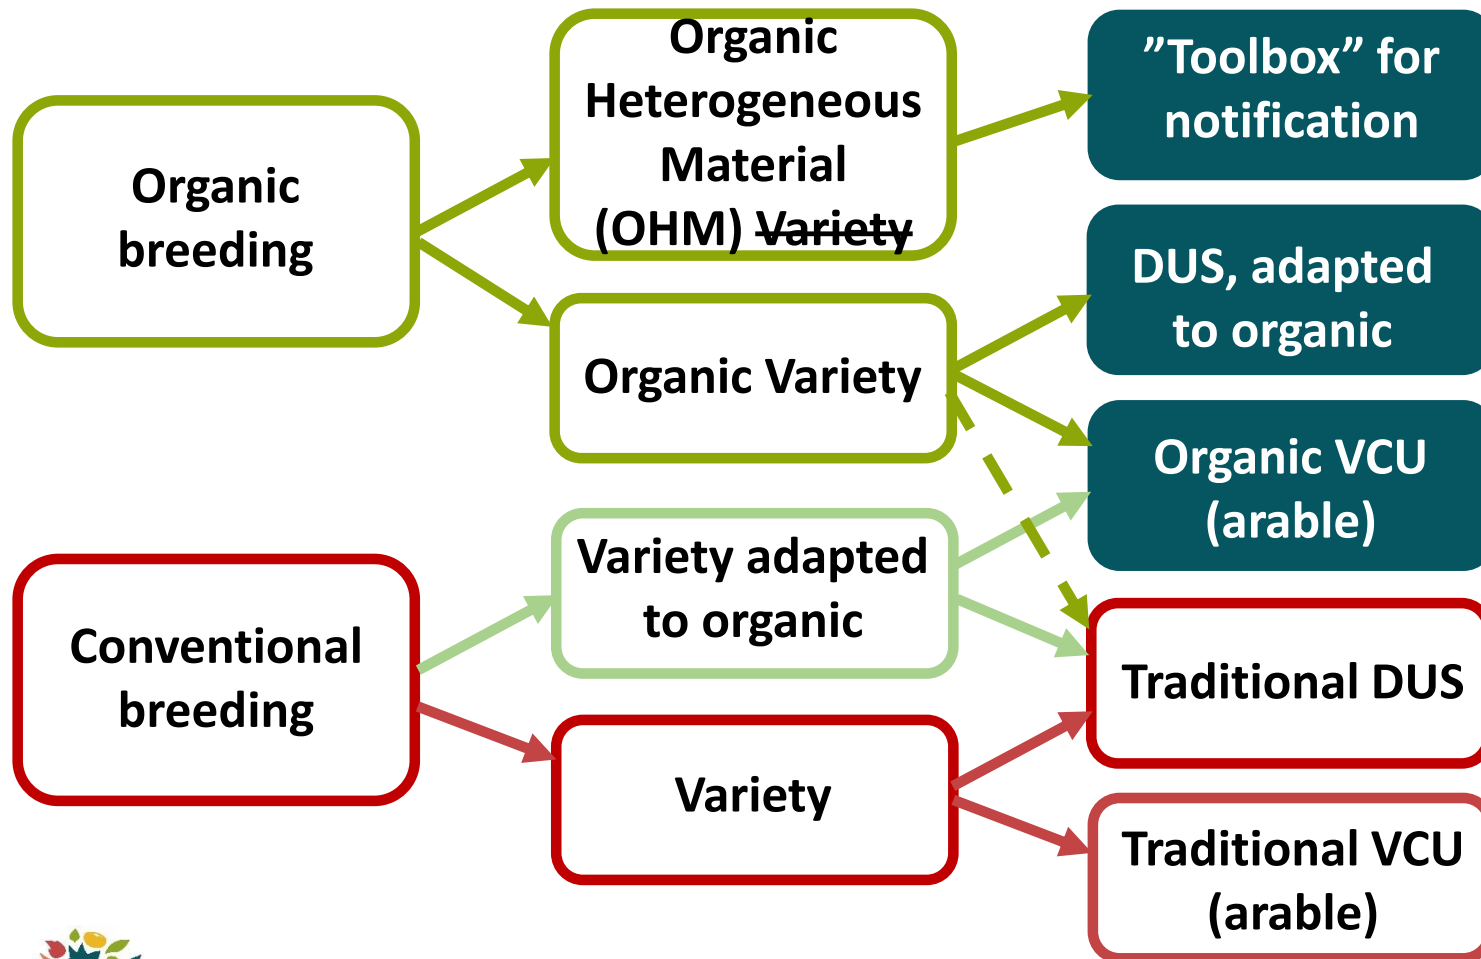 Organic
breeding
Organic
Heterogeneous
Material
(OHM) Variety
Organic Variety
”Toolbox” for
notification
DUS, adapted
to organic
Organic VCU
(arable)
Conventional
breeding
Variety adapted
to organic
Variety
Traditional DUS
Traditional VCU
(arable)